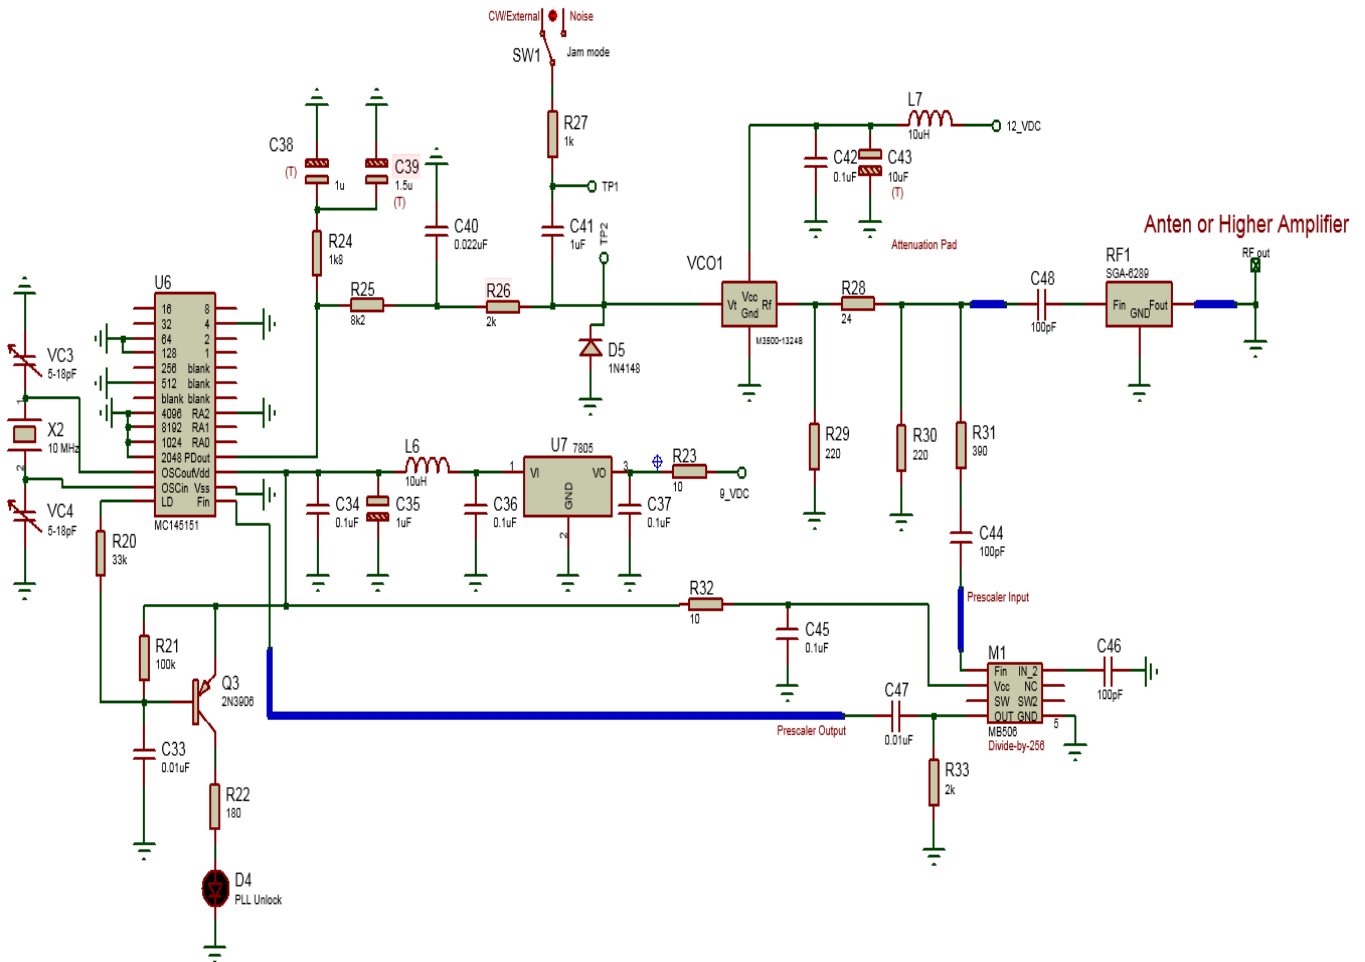 CW/External
Noise
SW1
Jam mode
R27
1k
TP1
C38
(T)
1u
C39
1.5u
(T)
C40
0.022uF
C41
1uF
TP2
R24
1k8
R25
8k2
R26
2k
D5
1N4148
L7
10uH
12_VDC
C42
0.1uF
C43
10uF
(T)
Attenuation Pad
Anten or Higher Amplifier
RF out
VCO1
Vt Vcc Rf
Gnd
M3500-1324S
R28
24
C48
100pF
RF1
SGA-6289
Fin Fout
GND
U6
16 8
32 4
64 2
128 1
256 blank
512 blank
blank blank
4096 RA2
8192 RA1
1024 RA0
2048 PDout
OSCout Vdd
OSCin Vss
LD Fin
MC145151
VC3
5-18pF
1
X2
10 MHz
2
VC4
5-18pF
R20
33k
L6
10uH
U7 7805
1 VI VO 3
GND
2
R23
10
9_VDC
C34
0.1uF
C35
1uF
C36
0.1uF
C37
0.1uF
R29
220
R30
220
R31
390
C44
100pF
Prescaler Input
R32
10
C45
0.1uF
R21
100k
Q3
2N3906
C33
0.01uF
R22
180
D4
PLL Unlock
M1
Fin IN_2
Vcc NC
SW SW2
OUT GND
5
MB506
Divide-by-256
C46
100pF
C47
0.01uF
Prescaler Output
R33
2k